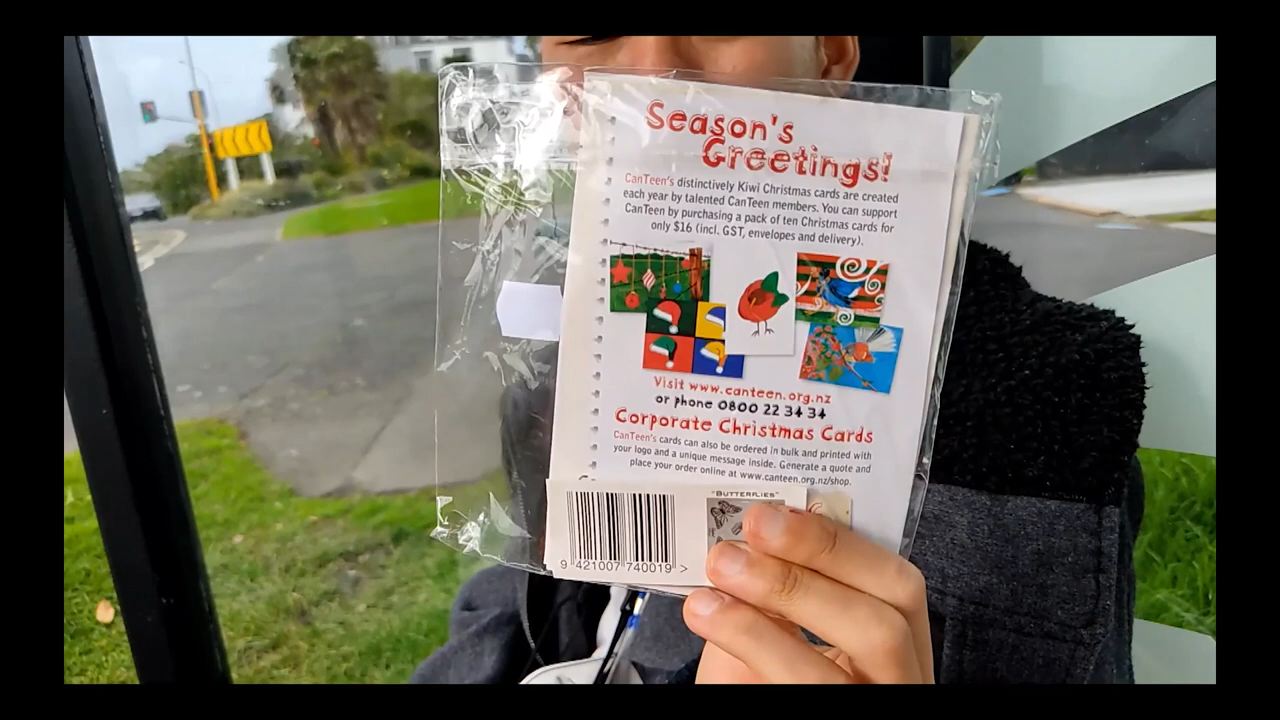 Season's
Greetings!
CanTeen's distinctively Kiwi Christmas cards are created
each year by talented CanTeen members. You can support
CanTeen by purchasing a pack of ten Christmas cards for
only $16 (incl. GST, envelopes and delivery).
Visit www.canteen.org.nz
or phone 0800 22 34 34
Corporate Christmas Cards
CanTeen's cards can also be ordered in bulk and printed with
your logo and a unique message inside. Generate a quote and
place your order online at www.canteen.org.nz/shop.
"BUTTERFLIES"
9 421007 740019 >